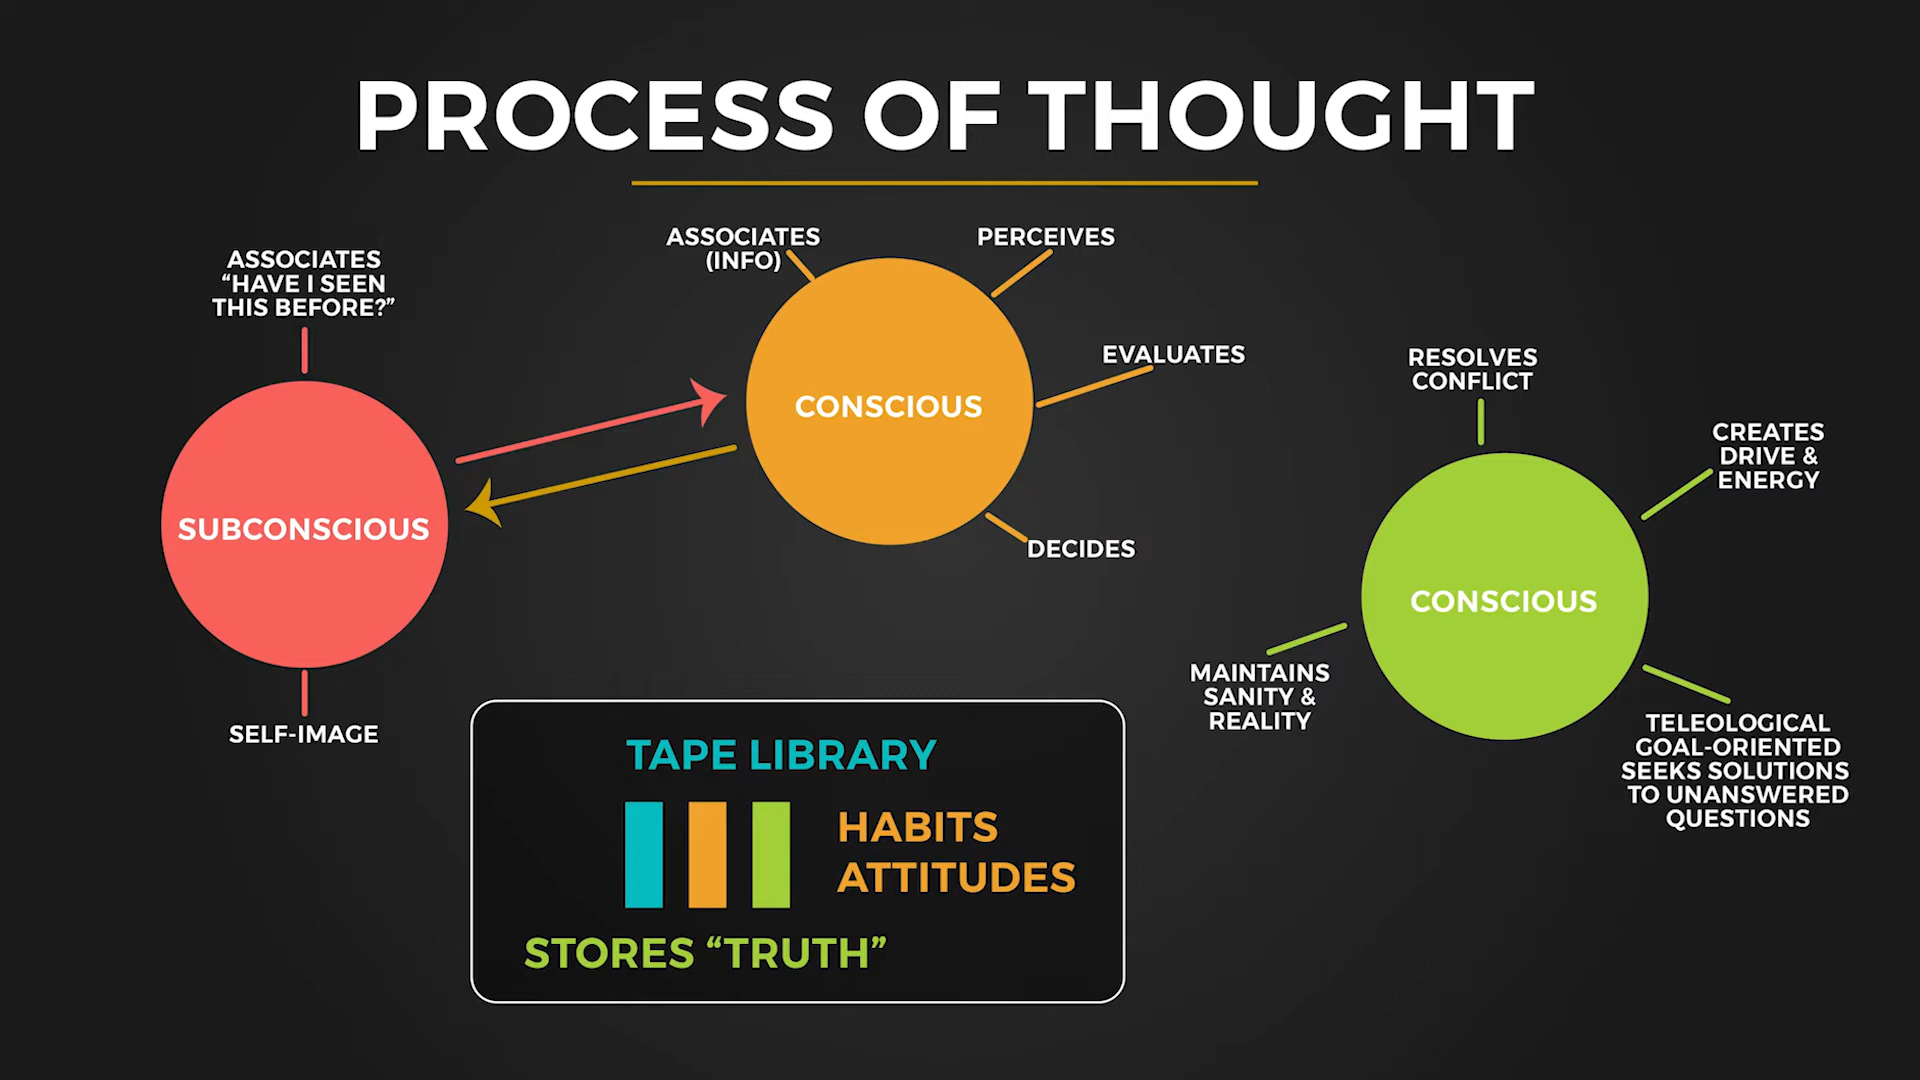 PROCESS OF THOUGHT
ASSOCIATES
“HAVE I SEEN
THIS BEFORE?”
SUBCONSCIOUS
SELF-IMAGE
ASSOCIATES
(INFO)
PERCEIVES
EVALUATES
CONSCIOUS
DECIDES
RESOLVES
CONFLICT
CREATES
DRIVE &
ENERGY
CONSCIOUS
MAINTAINS
SANITY &
REALITY
TELEOLOGICAL
GOAL-ORIENTED
SEEKS SOLUTIONS
TO UNANSWERED
QUESTIONS
TAPE LIBRARY
HABITS
ATTITUDES
STORES “TRUTH”